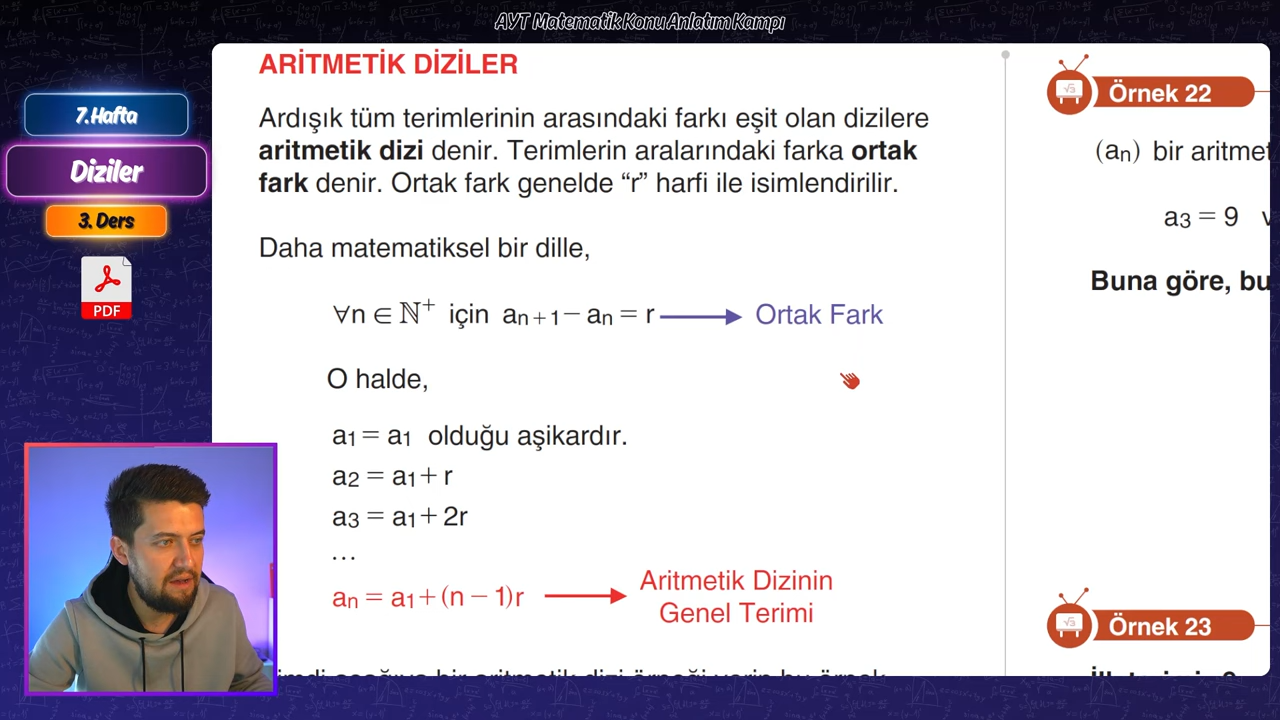 AYT Matematik Konu Anlatım Kampı
7.Hafta
Diziler
3. Ders
PDF
ARİTMETİK DİZİLER
Ardışık tüm terimlerinin arasındaki farkı eşit olan dizilere
aritmetik dizi denir. Terimlerin aralarındaki farka ortak
fark denir. Ortak fark genelde “r” harfi ile isimlendirilir.
Daha matematiksel bir dille,
∀n ∈ ℕ⁺ için aₙ₊₁ − aₙ = r → Ortak Fark
O halde,
a₁ = a₁ olduğu aşikardır.
a₂ = a₁ + r
a₃ = a₁ + 2r
...
aₙ = a₁ + (n − 1)r → Aritmetik Dizinin
Genel Terimi
Örnek 22
(aₙ) bir aritmet
a₃ = 9 v
Buna göre, bu
Örnek 23